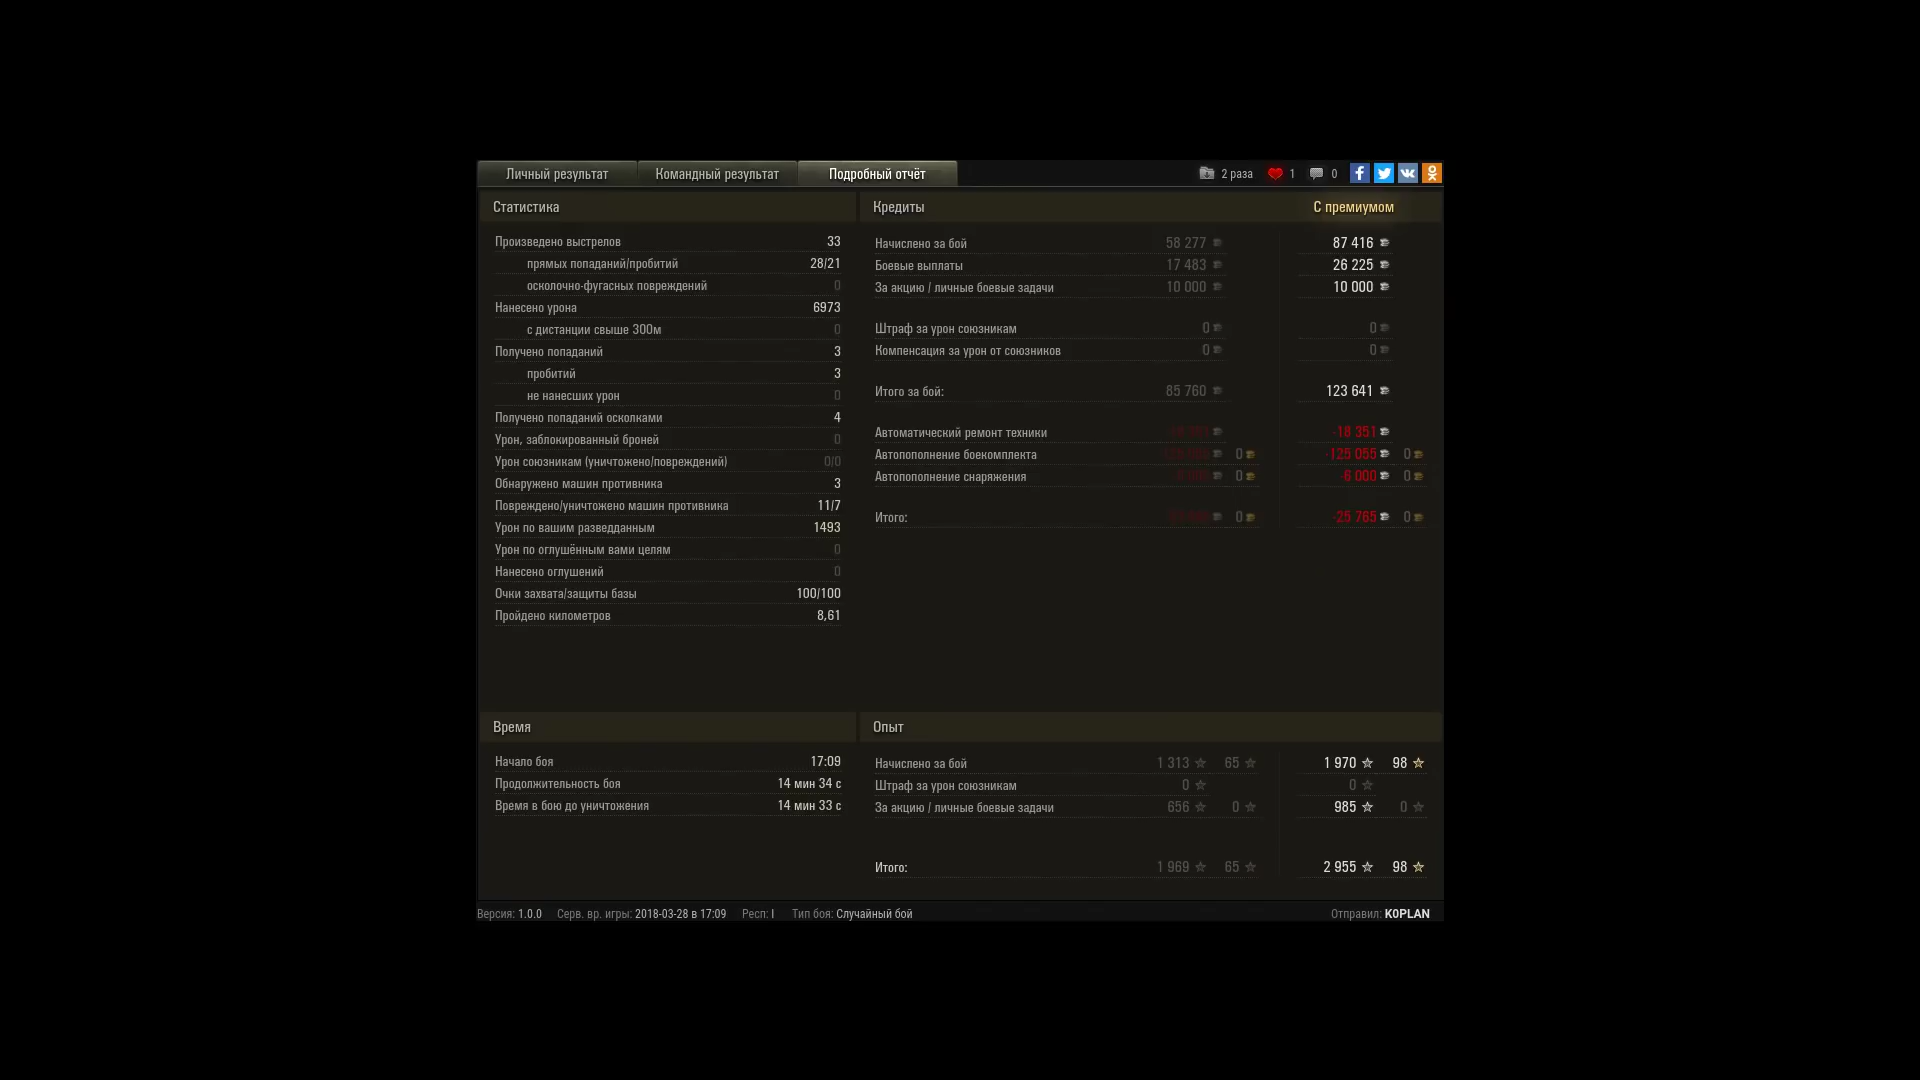 Личный результат Командный результат Подробный отчёт 2 раза 1 0
Статистика
Произведено выстрелов 33
прямых попаданий/пробитий 28/21
осколочно-фугасных повреждений 0
Нанесено урона 6973
с дистанции свыше 300м 0
Получено попаданий 3
пробитий 3
не нанесших урон 0
Получено попаданий осколками 4
Урон, заблокированный броней 0
Урон союзникам (уничтожено/повреждений) 0/0
Обнаружено машин противника 3
Повреждено/уничтожено машин противника 11/7
Урон по вашим разведданным 1493
Урон по оглушённым вами целям 0
Нанесено оглушений 0
Очки захвата/защиты базы 100/100
Пройдено километров 8,61
Кредиты С премиумом
Начислено за бой 58 277 87 416
Боевые выплаты 17 483 26 225
За акцию / личные боевые задачи 10 000 10 000
Штраф за урон союзникам 0 0
Компенсация за урон от союзников 0 0
Итого за бой: 85 760 123 641
Автоматический ремонт техники -18 351
Автопополнение боекомплекта 0 -125 055 0
Автопополнение снаряжения 0 -6 000 0
Итого: 0 -25 765 0
Время
Начало боя 17:09
Продолжительность боя 14 мин 34 с
Время в бою до уничтожения 14 мин 33 с
Опыт
Начислено за бой 1 313 65 1 970 98
Штраф за урон союзникам 0 0
За акцию / личные боевые задачи 656 0 985 0
Итого: 1 969 65 2 955 98
Версия: 1.0.0 Серв. вр. игры: 2018-03-28 в 17:09 Респ: I Тип боя: Случайный бой Отправил: K0PLAN